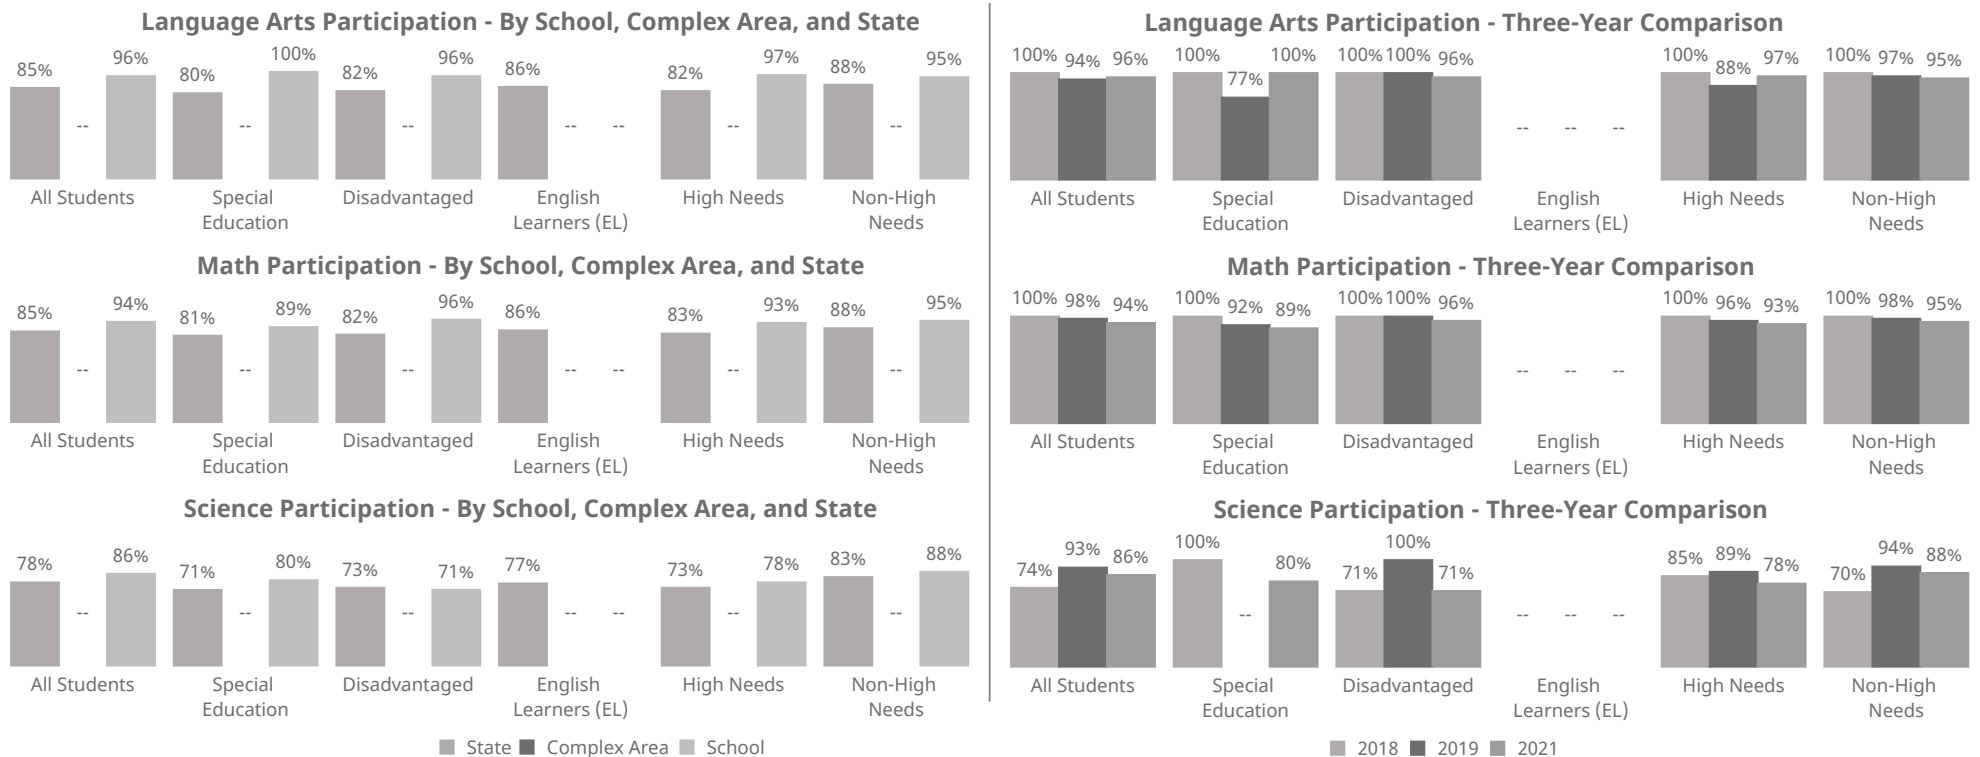 Language Arts Participation - By School, Complex Area, and State
85% -- 96% 80% -- 100% 82% -- 96% 86% -- -- 82% -- 97% 88% -- 95%
All Students Special Disadvantaged English High Needs Non-High
Education Learners (EL) Needs
Math Participation - By School, Complex Area, and State
85% -- 94% 81% -- 89% 82% -- 96% 86% -- -- 83% -- 93% 88% -- 95%
All Students Special Disadvantaged English High Needs Non-High
Education Learners (EL) Needs
Science Participation - By School, Complex Area, and State
78% -- 86% 71% -- 80% 73% -- 71% 77% -- -- 73% -- 78% 83% -- 88%
All Students Special Disadvantaged English High Needs Non-High
Education Learners (EL) Needs
State Complex Area School
Language Arts Participation - Three-Year Comparison
100% 94% 96% 100% 77% 100% 100% 100% 96% -- -- -- 100% 88% 97% 100% 97% 95%
All Students Special Disadvantaged English High Needs Non-High
Education Learners (EL) Needs
Math Participation - Three-Year Comparison
100% 98% 94% 100% 92% 89% 100% 100% 96% -- -- -- 100% 96% 93% 100% 98% 95%
All Students Special Disadvantaged English High Needs Non-High
Education Learners (EL) Needs
Science Participation - Three-Year Comparison
74% 93% 86% 100% -- 80% 71% 100% 71% -- -- -- 85% 89% 78% 70% 94% 88%
All Students Special Disadvantaged English High Needs Non-High
Education Learners (EL) Needs
2018 2019 2021